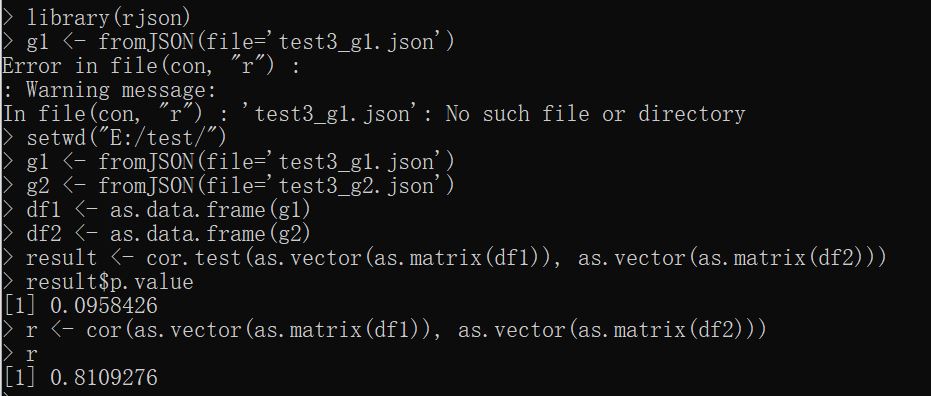 > library(rjson)
> g1 <- fromJSON(file='test3_g1.json')
Error in file(con, "r") :
: Warning message:
In file(con, "r") : 'test3_g1.json': No such file or directory
> setwd("E:/test/")
> g1 <- fromJSON(file='test3_g1.json')
> g2 <- fromJSON(file='test3_g2.json')
> df1 <- as.data.frame(g1)
> df2 <- as.data.frame(g2)
> result <- cor.test(as.vector(as.matrix(df1)), as.vector(as.matrix(df2)))
> result$p.value
[1] 0.0958426
> r <- cor(as.vector(as.matrix(df1)), as.vector(as.matrix(df2)))
> r
[1] 0.8109276
>